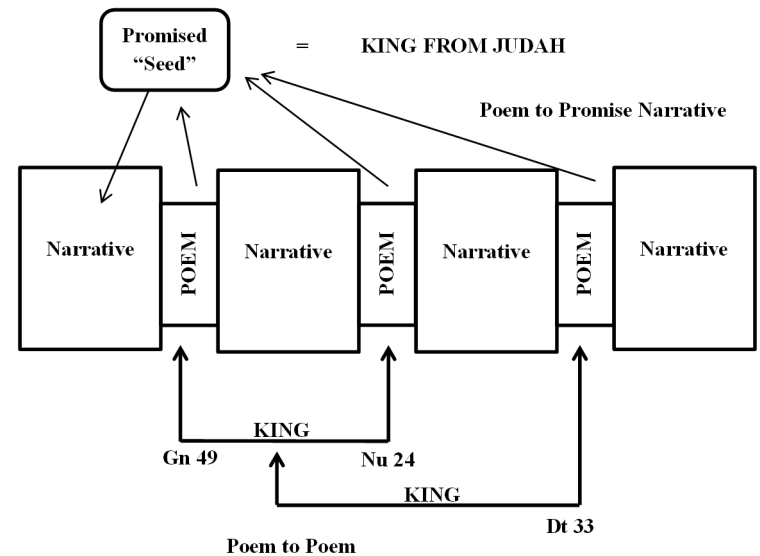 Promised
“Seed”
= KING FROM JUDAH
Poem to Promise Narrative
Narrative
POEM
Narrative
POEM
Narrative
POEM
Narrative
KING
Gn 49
Nu 24
KING
Dt 33
Poem to Poem